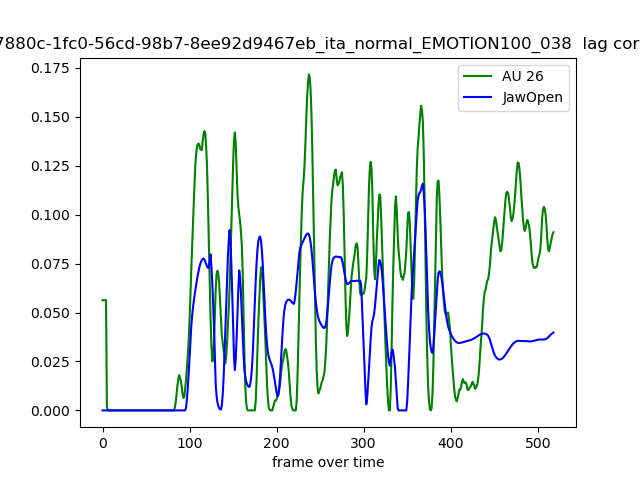 7880c-1fc0-56cd-98b7-8ee92d9467eb_ita_normal_EMOTION100_038 lag cor
0.175
0.150
0.125
0.100
0.075
0.050
0.025
0.000
AU 26
JawOpen
0 100 200 300 400 500
frame over time